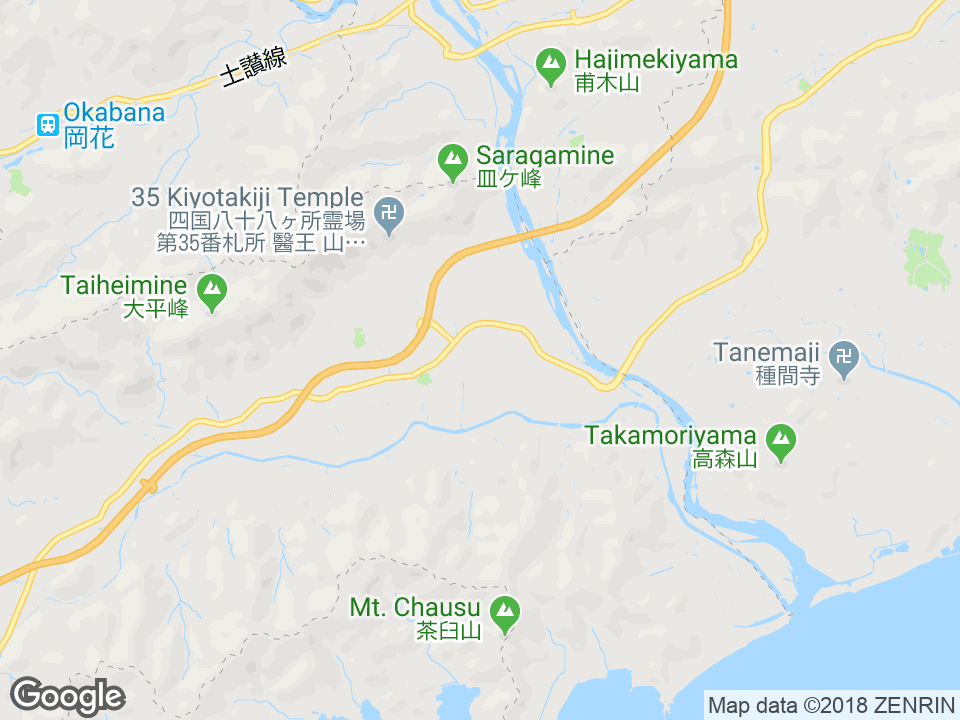 土讃線
Hajimekiyama
甫木山
Okabana
岡花
Saragamine
皿ケ峰
35 Kiyotakiji Temple
四国八十八ヶ所霊場
第35番札所 醫王 山…
Taiheimine
大平峰
Tanemaji
種間寺
Takamoriyama
高森山
Mt. Chausu
茶臼山
Google
Map data ©2018 ZENRIN